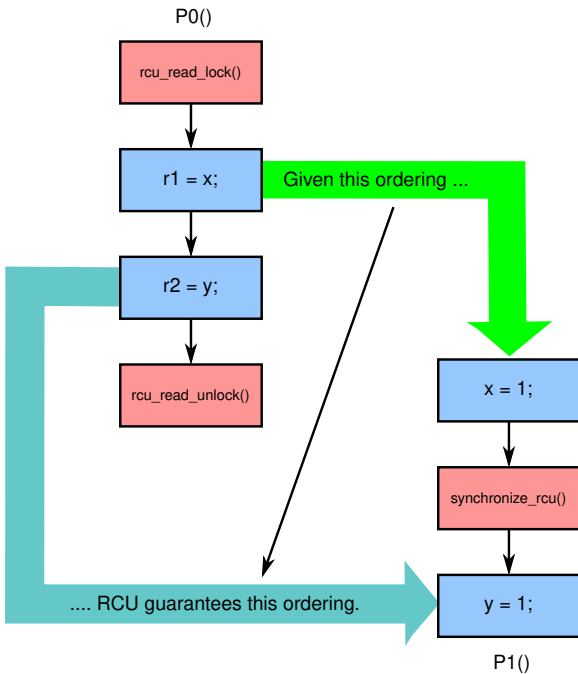 P0()
rcu_read_lock()
r1 = x;
Given this ordering ...
r2 = y;
rcu_read_unlock()
x = 1;
synchronize_rcu()
.... RCU guarantees this ordering.
y = 1;
P1()